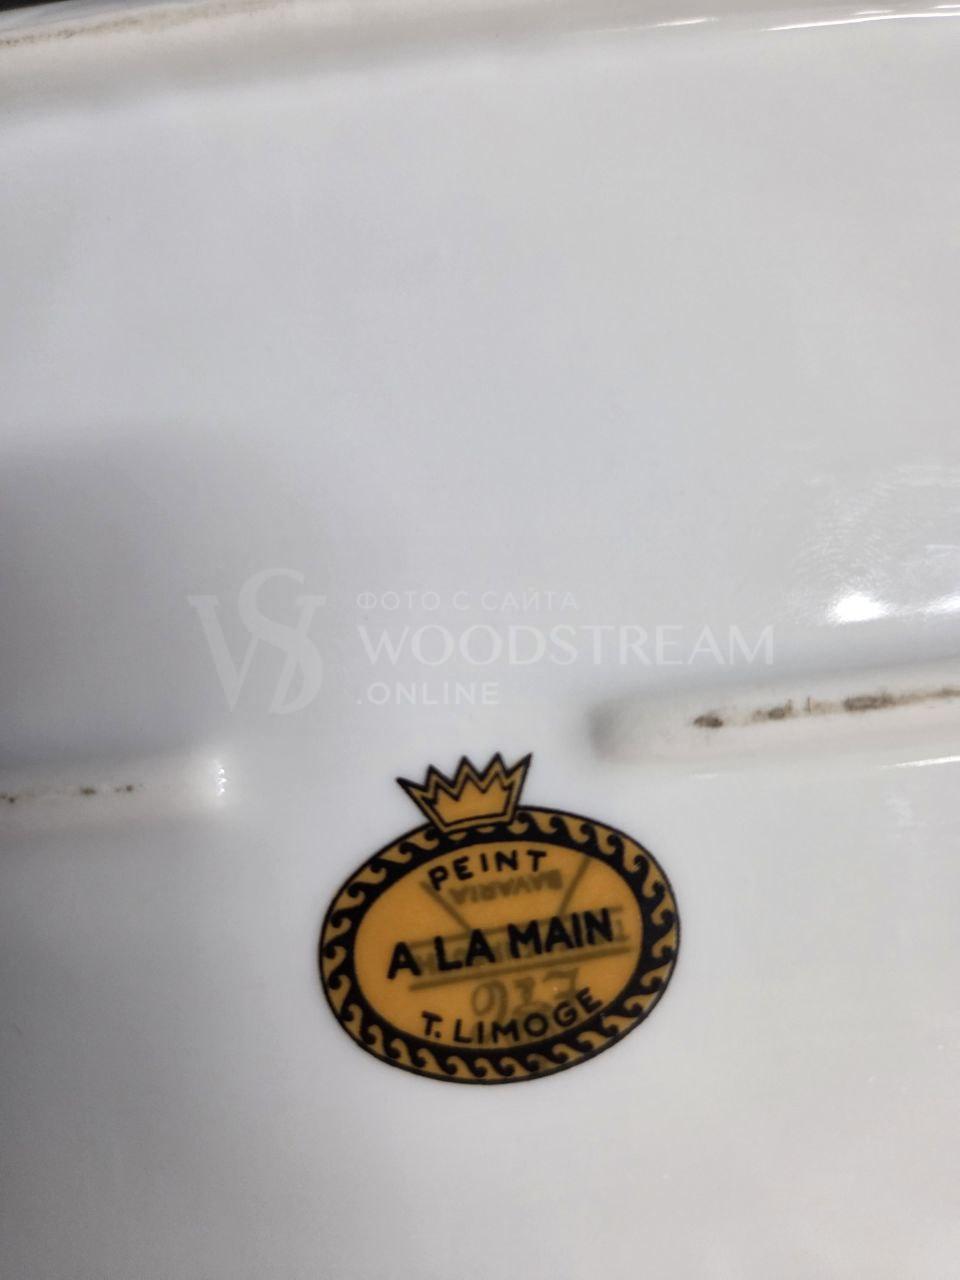 ФОТО С САЙТА
WOODSTREAM
.ONLINE
PEINT
BAVARIA
A LA MAIN
T. LIMOGE